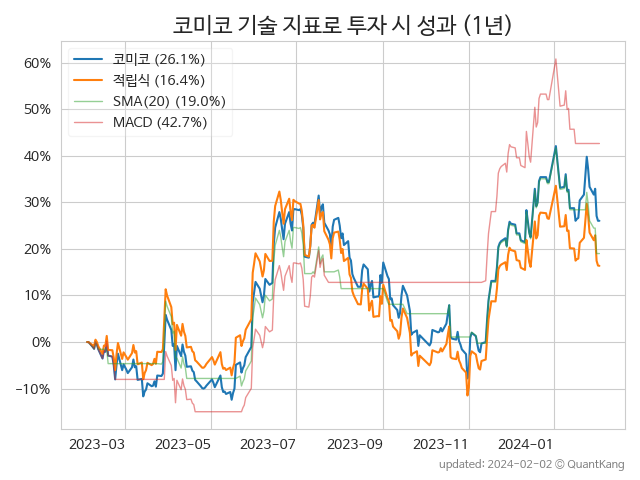 코미코 기술 지표로 투자 시 성과 (1년)
코미코 (26.1%)
적립식 (16.4%)
SMA(20) (19.0%)
MACD (42.7%)
60%
50%
40%
30%
20%
10%
0%
−10%
2023-03
2023-05
2023-07
2023-09
2023-11
2024-01
updated: 2024-02-02 © QuantKang